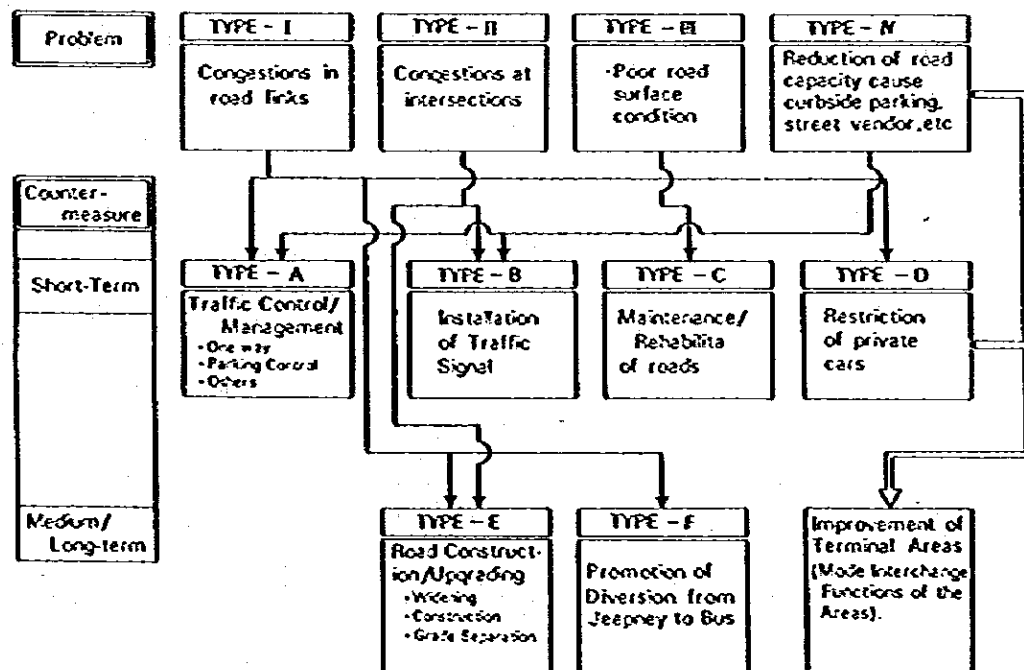 Problem
TYPE - I
Congestions in
road links
TYPE - II
Congestions at
intersections
TYPE - III
•Poor road
surface
condition
TYPE - IV
Reduction of road
capacity cause
curbside parking,
street vendor,etc
Counter-
measure
Short-Term
TYPE - A
Traffic Control/
Management
•One way
•Parking Control
•Others
TYPE - B
Installation
of Traffic
Signal
TYPE - C
Maintenance/
Rehabilita
of roads
TYPE - D
Restriction
of private
cars
Medium/
Long-term
TYPE - E
Road Construct-
ion/Upgrading
•Widening
•Construction
•Grade Separation
TYPE - F
Promotion of
Diversion from
Jeepney to Bus
Improvement of
Terminal Areas
(Mode Interchange
Functions of the
Areas).